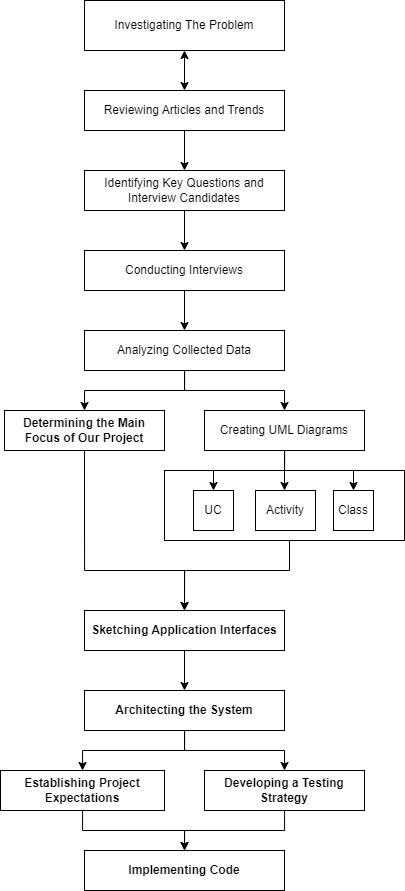 Investigating The Problem
Reviewing Articles and Trends
Identifying Key Questions and
Interview Candidates
Conducting Interviews
Analyzing Collected Data
Determining the Main
Focus of Our Project
Creating UML Diagrams
UC
Activity
Class
Sketching Application Interfaces
Architecting the System
Establishing Project
Expectations
Developing a Testing
Strategy
Implementing Code